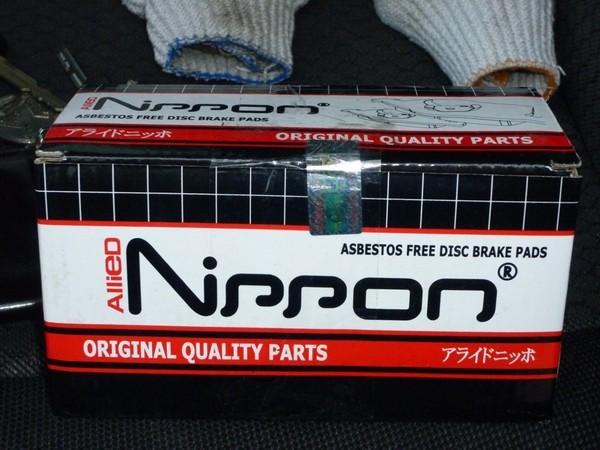 Allied Nippon®
ASBESTOS FREE DISC BRAKE PADS
アライドニッポ ORIGINAL QUALITY PARTS
ASBESTOS FREE DISC BRAKE PADS
Allied Nippon®
ORIGINAL QUALITY PARTS アライドニッポ